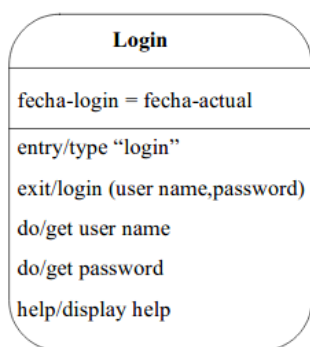 Login
fecha-login = fecha-actual
entry/type “login”
exit/login (user name,password)
do/get user name
do/get password
help/display help